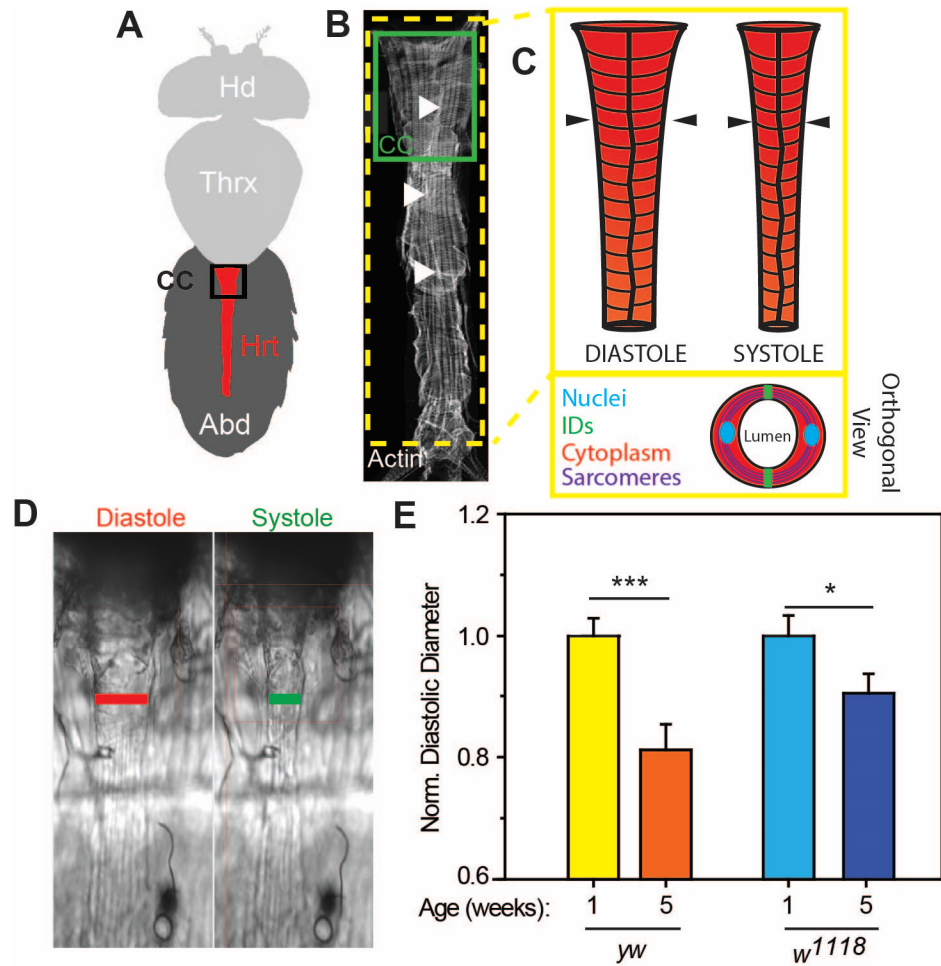 A
Hd
Thrx
CC
Hrt
Abd
B
CC
Actin
C
DIASTOLE
SYSTOLE
Nuclei
IDs
Cytoplasm
Sarcomeres
Lumen
Orthogonal
View
D
Diastole
Systole
E
Norm. Diastolic Diameter
1.2
1.0
0.8
0.6
***
*
Age (weeks): 1 5 1 5
yw w1118